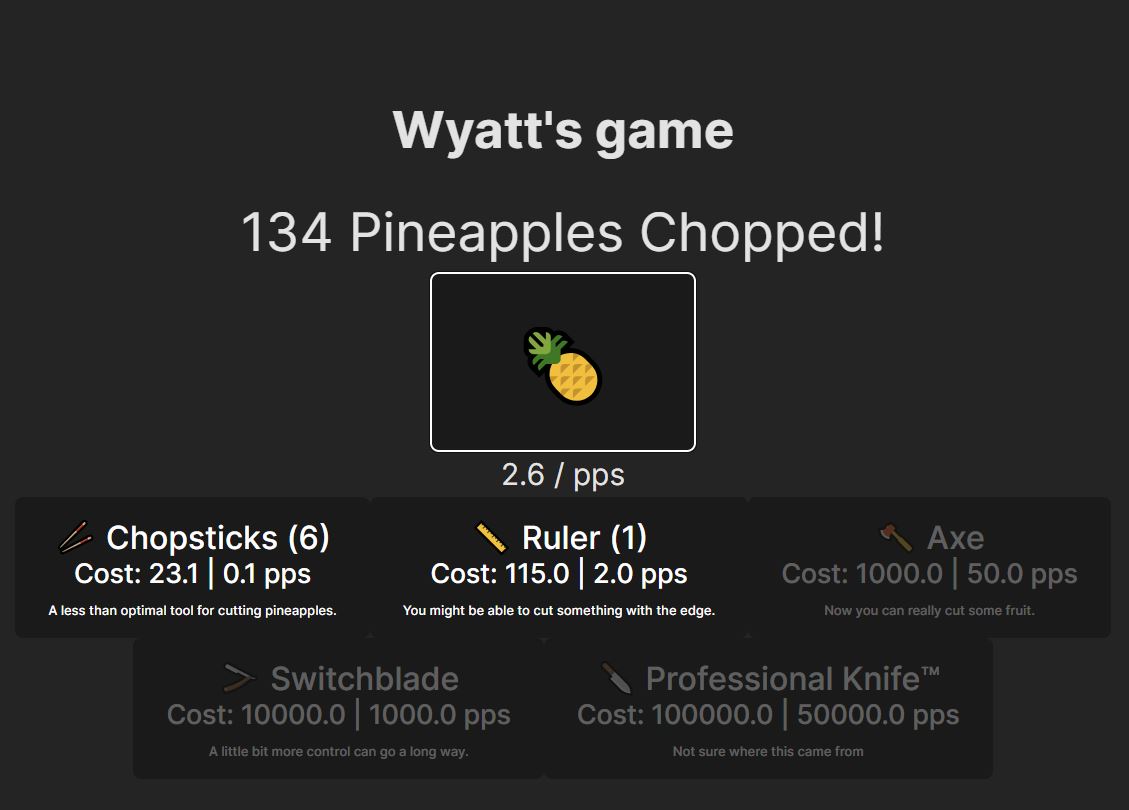 Wyatt's game
134 Pineapples Chopped!
2.6 / pps
Chopsticks (6)
Cost: 23.1 | 0.1 pps
A less than optimal tool for cutting pineapples.
Ruler (1)
Cost: 115.0 | 2.0 pps
You might be able to cut something with the edge.
Axe
Cost: 1000.0 | 50.0 pps
Now you can really cut some fruit.
Switchblade
Cost: 10000.0 | 1000.0 pps
A little bit more control can go a long way.
Professional Knife™
Cost: 100000.0 | 50000.0 pps
Not sure where this came from